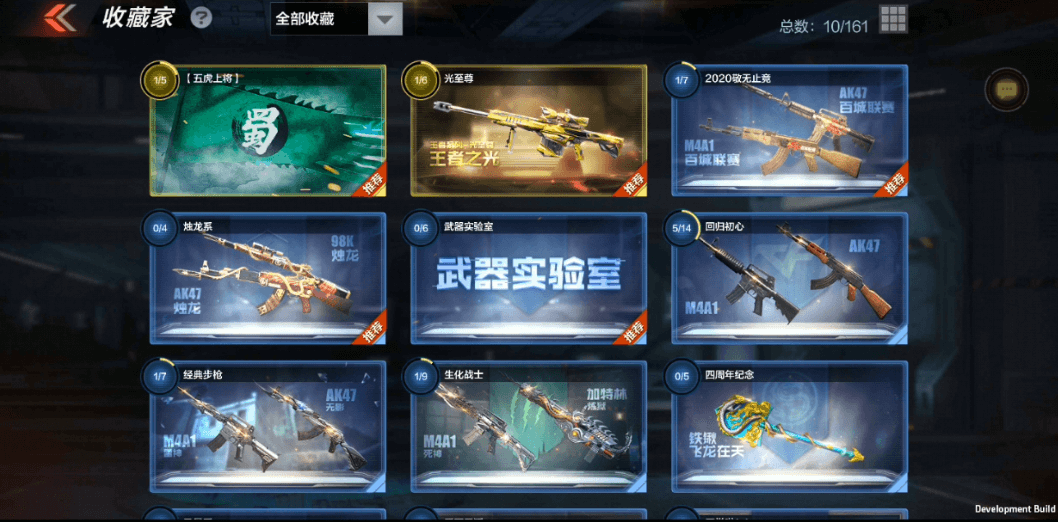 收藏家 ?
全部收藏
总数：10/161
1/5 【五虎上将】
蜀
推荐
1/6 光至尊
王者之光
推荐
1/7 2020敬无止竞
AK47
百城联赛
M4A1
百城联赛
推荐
0/4 烛龙系
98K
烛龙
AK47
烛龙
推荐
0/6 武器实验室
武器实验室
推荐
5/14 回归初心
AK47
M4A1
1/7 经典步枪
AK47
无影
M4A1
雷神
1/9 生化战士
加特林
炼狱
M4A1
死神
0/5 四周年纪念
铁锹
飞龙在天
Development Build